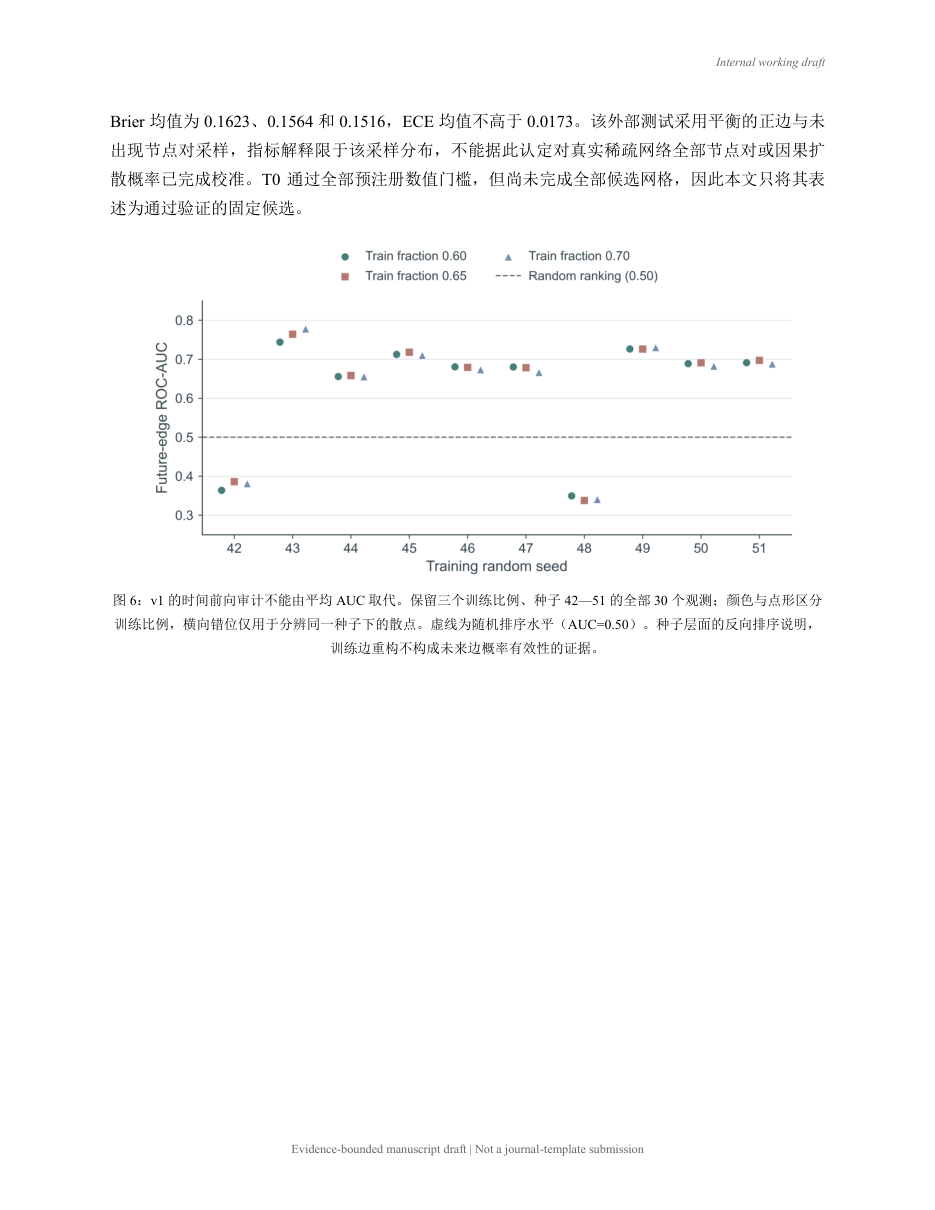 Internal working draft
Brier 均值为 0.1623、0.1564 和 0.1516，ECE 均值不高于 0.0173。该外部测试采用平衡的正边与未
出现节点对采样，指标解释限于该采样分布，不能据此认定对真实稀疏网络全部节点对或因果扩
散概率已完成校准。T0 通过全部预注册数值门槛，但尚未完成全部候选网格，因此本文只将其表
述为通过验证的固定候选。
Train fraction 0.60
Train fraction 0.70
Train fraction 0.65
Random ranking (0.50)
Future-edge ROC-AUC
0.8
0.7
0.6
0.5
0.4
0.3
42 43 44 45 46 47 48 49 50 51
Training random seed
图 6：v1 的时间前向审计不能由平均 AUC 取代。保留三个训练比例、种子 42—51 的全部 30 个观测；颜色与点形区分
训练比例，横向错位仅用于分辨同一种子下的散点。虚线为随机排序水平（AUC=0.50）。种子层面的反向排序说明，
训练边重构不构成未来边概率有效性的证据。
Evidence-bounded manuscript draft | Not a journal-template submission